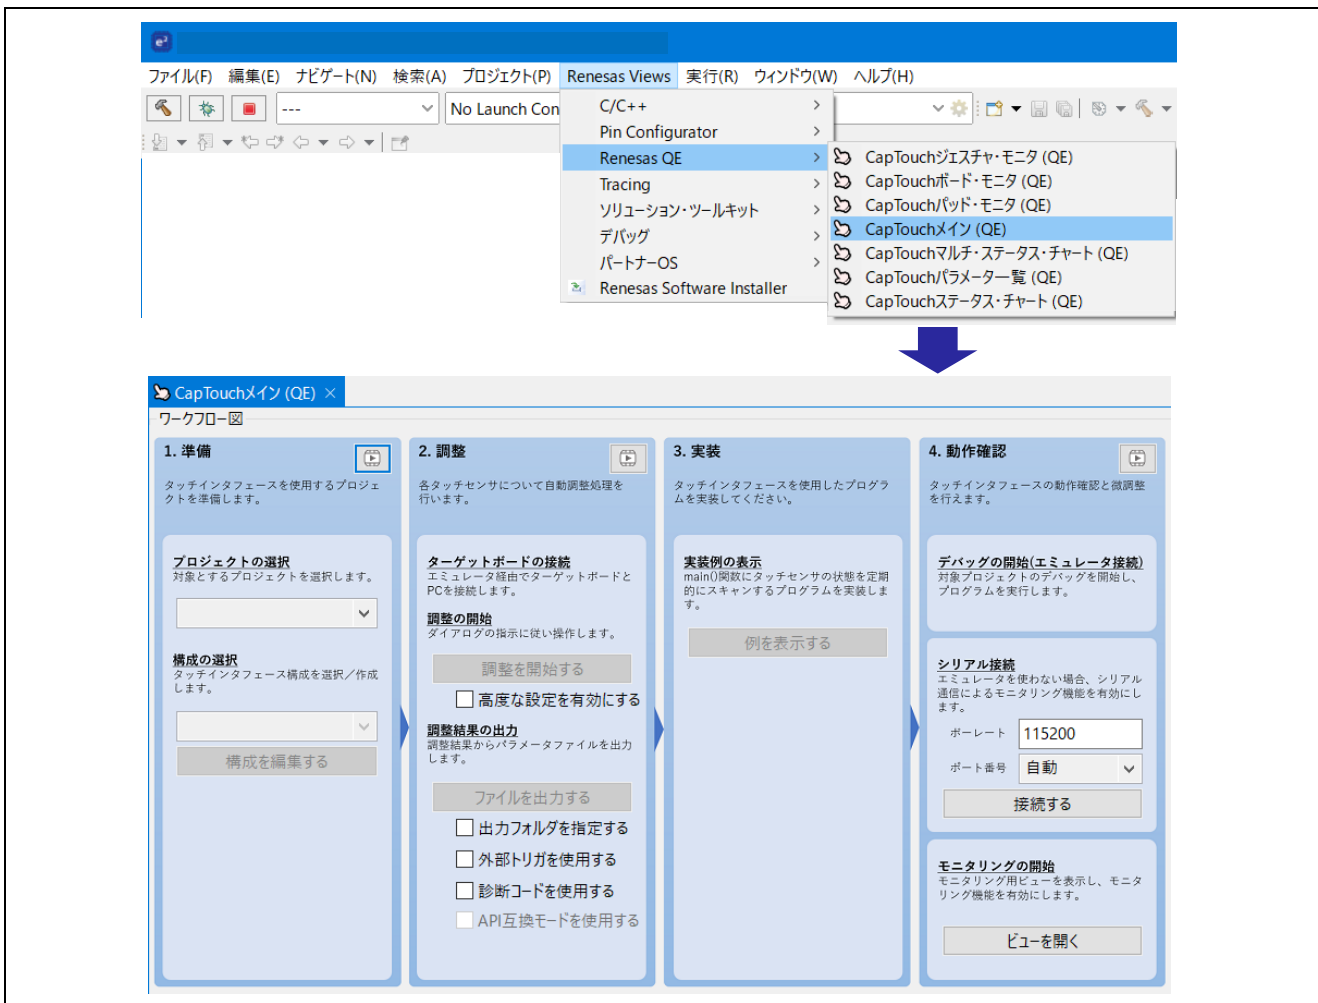 e²
ファイル(F) 編集(E) ナビゲート(N) 検索(A) プロジェクト(P) Renesas Views 実行(R) ウィンドウ(W) ヘルプ(H)
--- No Launch Con
C/C++
Pin Configurator
Renesas QE
Tracing
ソリューション・ツールキット
デバッグ
パートナーOS
Renesas Software Installer
CapTouchジェスチャ・モニタ (QE)
CapTouchボード・モニタ (QE)
CapTouchパッド・モニタ (QE)
CapTouchメイン (QE)
CapTouchマルチ・ステータス・チャート (QE)
CapTouchパラメーター覧 (QE)
CapTouchステータス・チャート (QE)
CapTouchメイン (QE)
ワークフロー図
1. 準備
タッチインタフェースを使用するプロジェ
クトを準備します。
プロジェクトの選択
対象とするプロジェクトを選択します。
構成の選択
タッチインタフェース構成を選択／作成
します。
構成を編集する
2. 調整
各タッチセンサについて自動調整処理を
行います。
ターゲットボードの接続
エミュレータ経由でターゲットボードと
PCを接続します。
調整の開始
ダイアログの指示に従い操作します。
調整を開始する
高度な設定を有効にする
調整結果の出力
調整結果からパラメータファイルを出力
します。
ファイルを出力する
出力フォルダを指定する
外部トリガを使用する
診断コードを使用する
API互換モードを使用する
3. 実装
タッチインタフェースを使用したプログラ
ムを実装してください。
実装例の表示
main()関数にタッチセンサの状態を定期
的にスキャンするプログラムを実装しま
す。
例を表示する
4. 動作確認
タッチインタフェースの動作確認と微調整
を行えます。
デバッグの開始(エミュレータ接続)
対象プロジェクトのデバッグを開始し、
プログラムを実行します。
シリアル接続
エミュレータを使わない場合、シリアル
通信によるモニタリング機能を有効にし
ます。
ボーレート 115200
ポート番号 自動
接続する
モニタリングの開始
モニタリング用ビューを表示し、モニタ
リング機能を有効にします。
ビューを開く